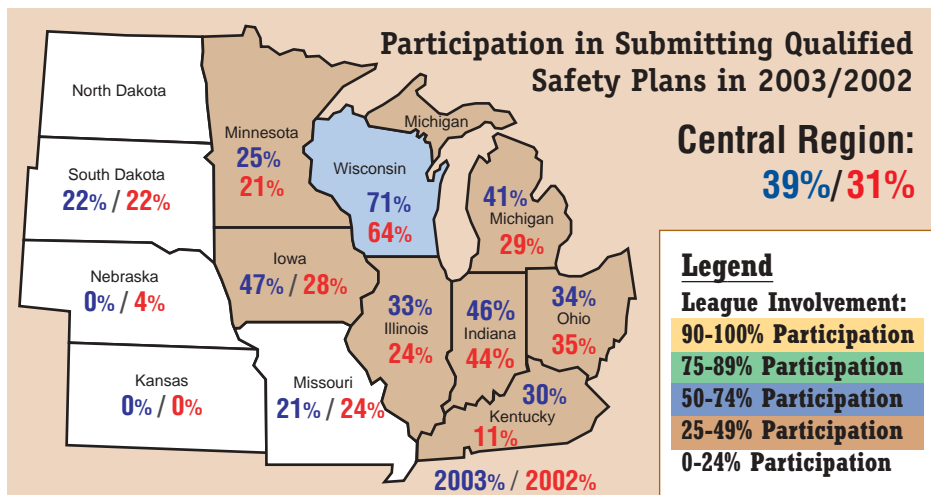 Participation in Submitting Qualified
Safety Plans in 2003/2002
Central Region:
39%/31%
North Dakota
Minnesota
25%
21%
Michigan
Wisconsin
71%
64%
South Dakota
22% / 22%
41%
Michigan
29%
Iowa
47% / 28%
Nebraska
0% / 4%
33%
Illinois
24%
46%
Indiana
44%
34%
Ohio
35%
Kansas
0% / 0%
Missouri
21% / 24%
30%
Kentucky
11%
2003% / 2002%
Legend
League Involvement:
90-100% Participation
75-89% Participation
50-74% Participation
25-49% Participation
0-24% Participation